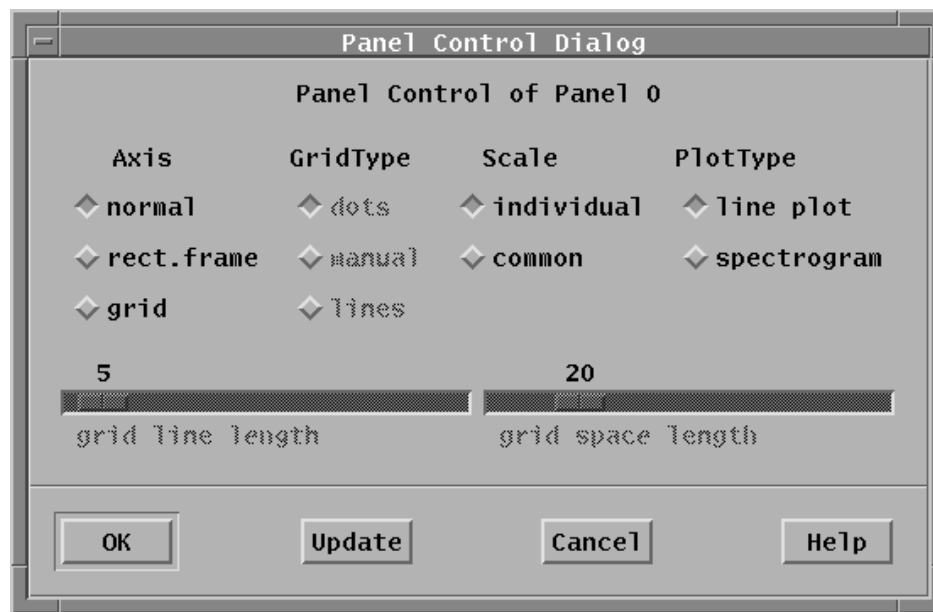 Panel Control Dialog
Panel Control of Panel 0
Axis GridType Scale PlotType
normal dots individual line plot
rect.frame manual common spectrogram
grid lines
5 20
grid line length grid space length
OK Update Cancel Help